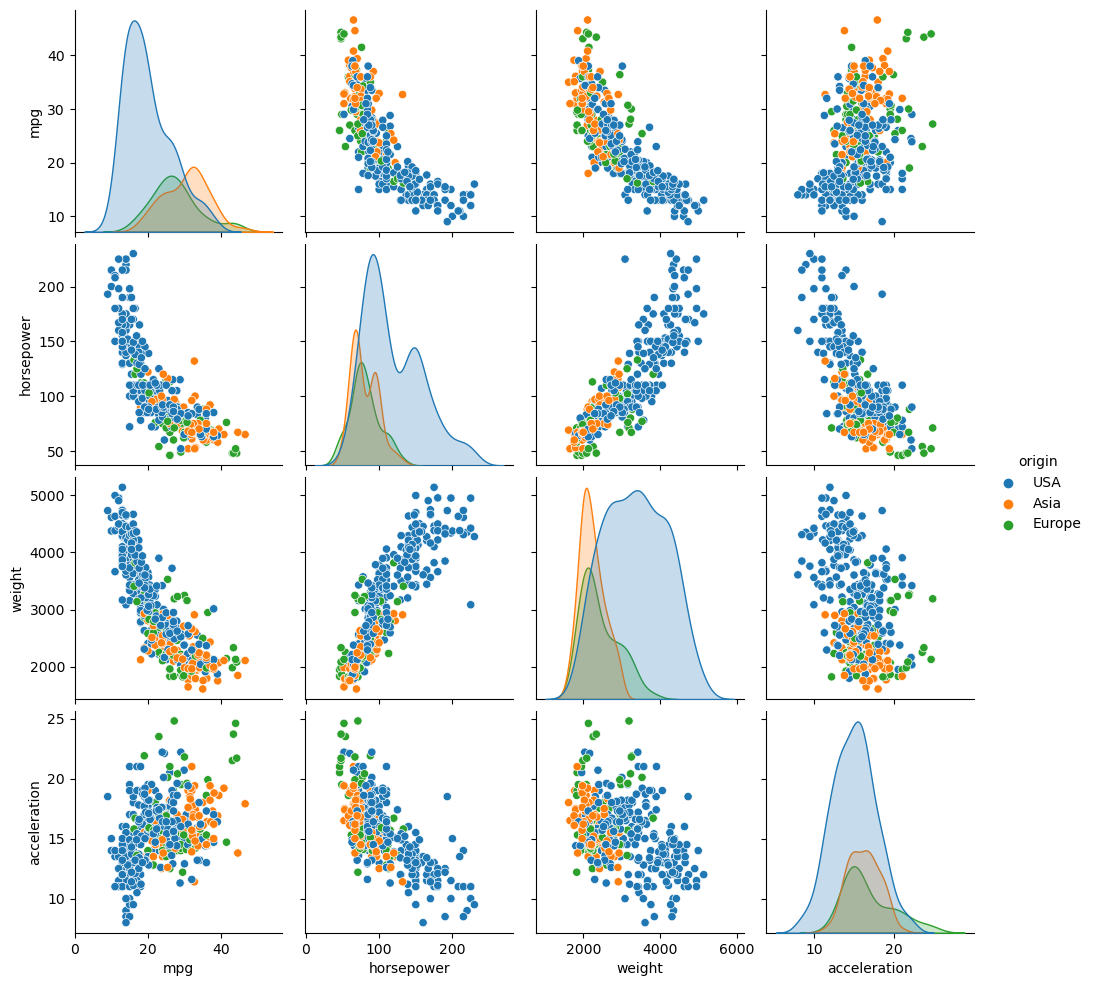 mpg
40
30
20
10
horsepower
200
150
100
50
origin
USA
Asia
Europe
weight
5000
4000
3000
2000
acceleration
25
20
15
10
0 20 40 0 100 200 2000 4000 6000 10 20
mpg horsepower weight acceleration